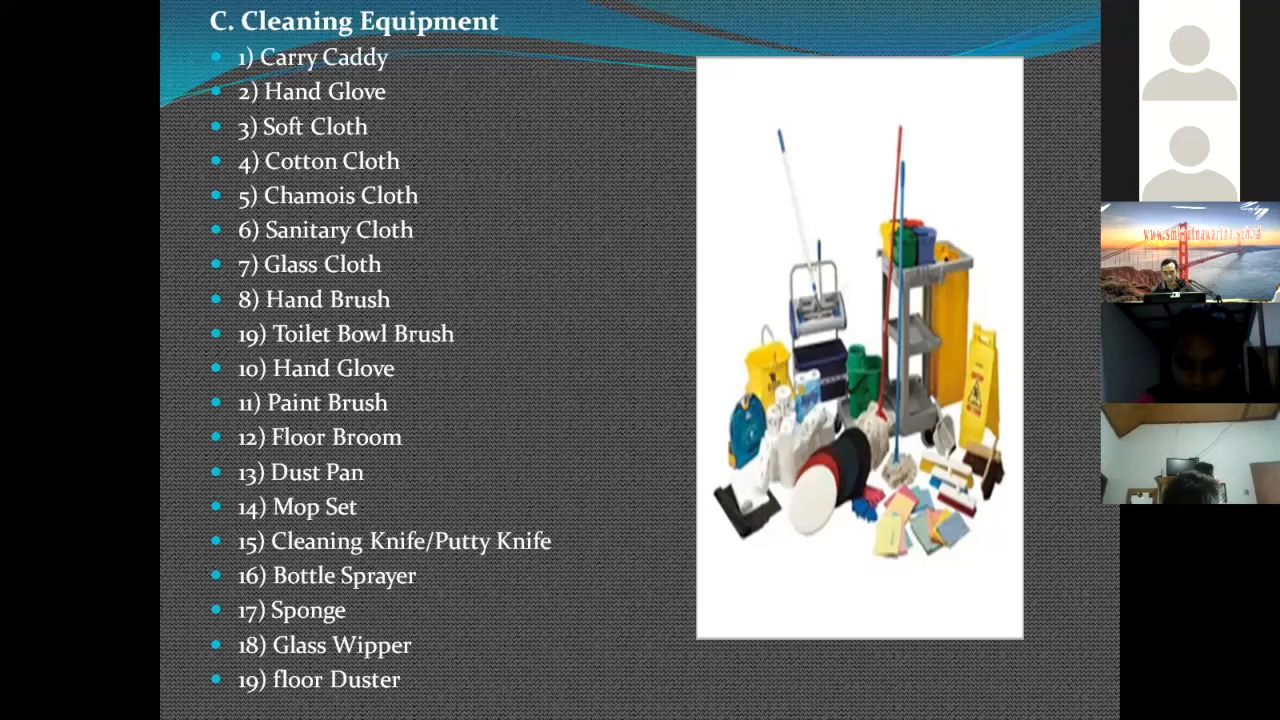 C. Cleaning Equipment
1) Carry Caddy
2) Hand Glove
3) Soft Cloth
4) Cotton Cloth
5) Chamois Cloth
6) Sanitary Cloth
7) Glass Cloth
8) Hand Brush
19) Toilet Bowl Brush
10) Hand Glove
11) Paint Brush
12) Floor Broom
13) Dust Pan
14) Mop Set
15) Cleaning Knife/Putty Knife
16) Bottle Sprayer
17) Sponge
18) Glass Wipper
19) floor Duster